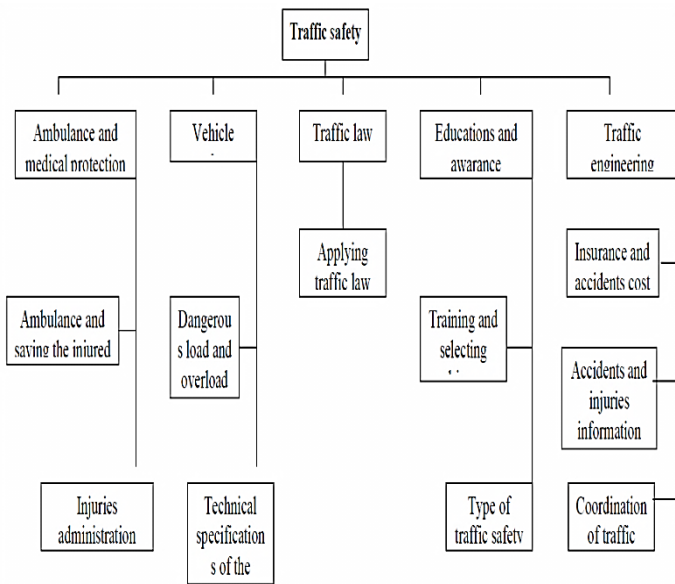 Traffic safety
Ambulance and
medical protection
Vehicle
Traffic law
Educations and
awarance
Traffic
engineering
Applying
traffic law
Insurance and
accidents cost
Ambulance and
saving the injured
Dangerou
s load and
overload
Training and
selecting
Accidents and
injuries
information
Injuries
administration
Technical
specification
s of the
Type of
traffic safety
Coordination
of traffic